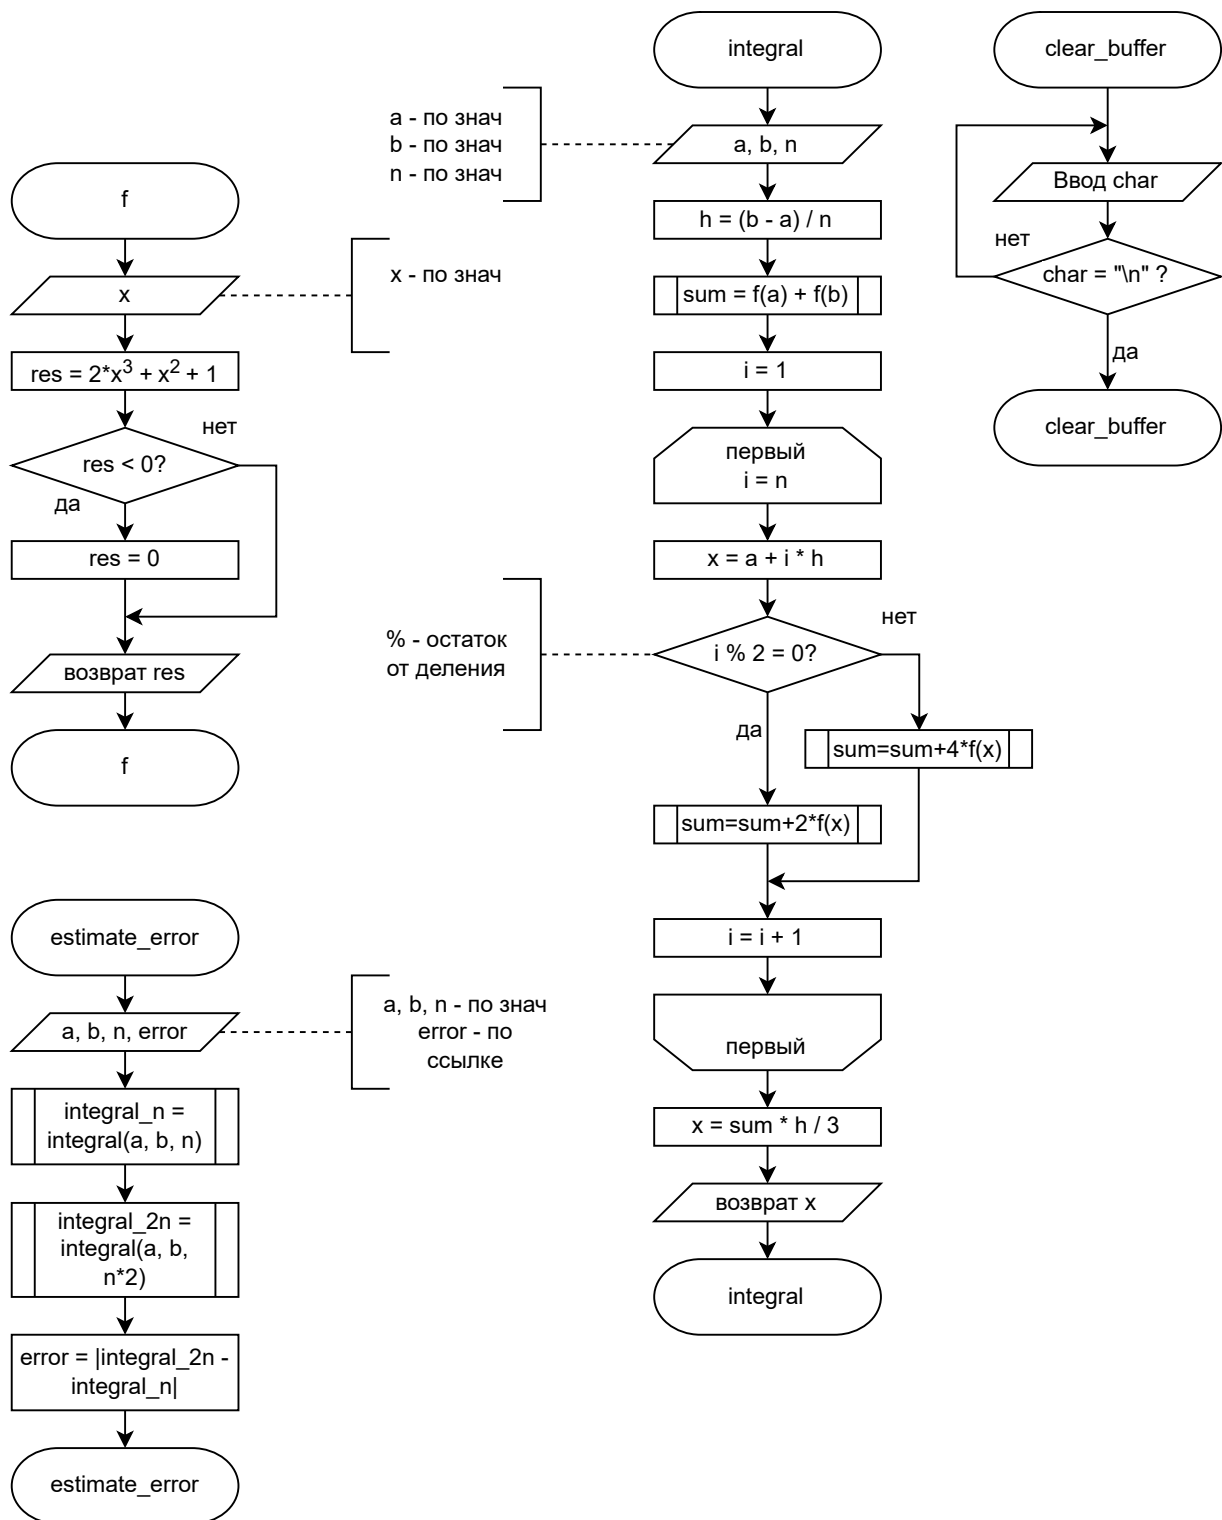 f
x
x - по знач
res = 2*x³ + x² + 1
нет
res < 0?
да
res = 0
возврат res
f
estimate_error
a, b, n, error
a, b, n - по знач
error - по
ссылке
integral_n =
integral(a, b, n)
integral_2n =
integral(a, b,
n*2)
error = |integral_2n -
integral_n|
estimate_error
integral
a - по знач
b - по знач
n - по знач
a, b, n
h = (b - a) / n
sum = f(a) + f(b)
i = 1
первый
i = n
x = a + i * h
нет
% - остаток
от деления
i % 2 = 0?
да
sum=sum+4*f(x)
sum=sum+2*f(x)
i = i + 1
первый
x = sum * h / 3
возврат x
integral
clear_buffer
Ввод char
нет
char = "\n" ?
да
clear_buffer